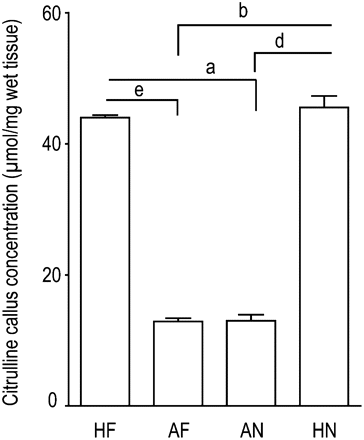 Citrulline callus concentration (μmol/mg wet tissue)
60
40
20
0
b
d
a
e
HF AF AN HN